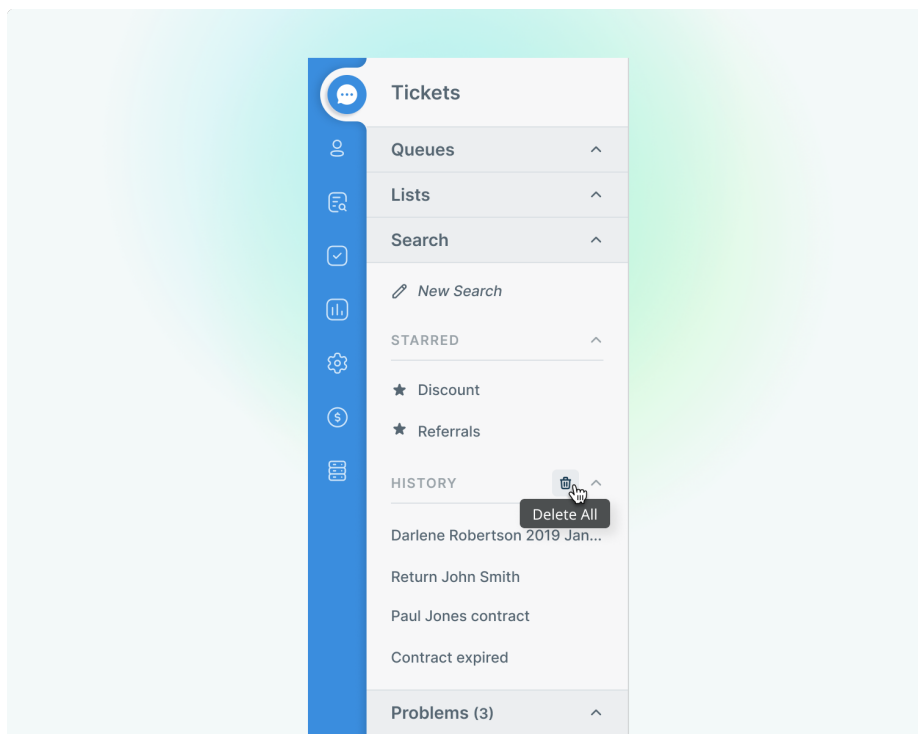 Tickets
Queues
Lists
Search
New Search
STARRED
Discount
Referrals
HISTORY
Delete All
Darlene Robertson 2019 Jan...
Return John Smith
Paul Jones contract
Contract expired
Problems (3)